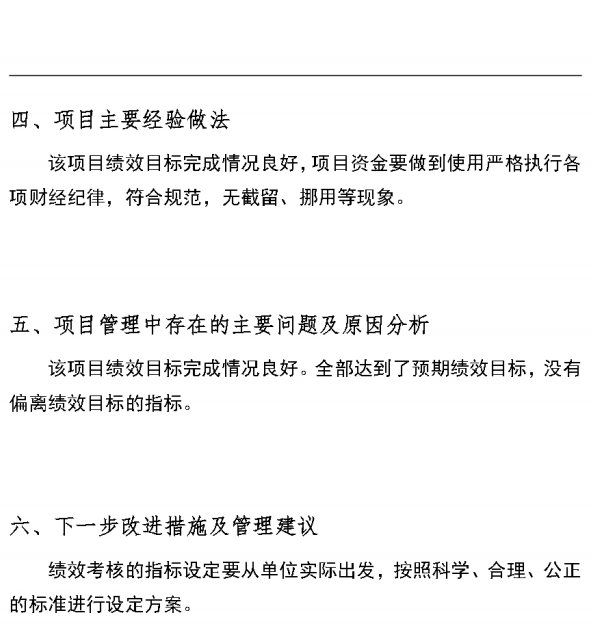 四、项目主要经验做法
该项目绩效目标完成情况良好，项目资金要做到使用严格执行各
项财经纪律，符合规范，无截留、挪用等现象。
五、项目管理中存在的主要问题及原因分析
该项目绩效目标完成情况良好。全部达到了预期绩效目标，没有
偏离绩效目标的指标。
六、下一步改进措施及管理建议
绩效考核的指标设定要从单位实际出发，按照科学、合理、公正
的标准进行设定方案。